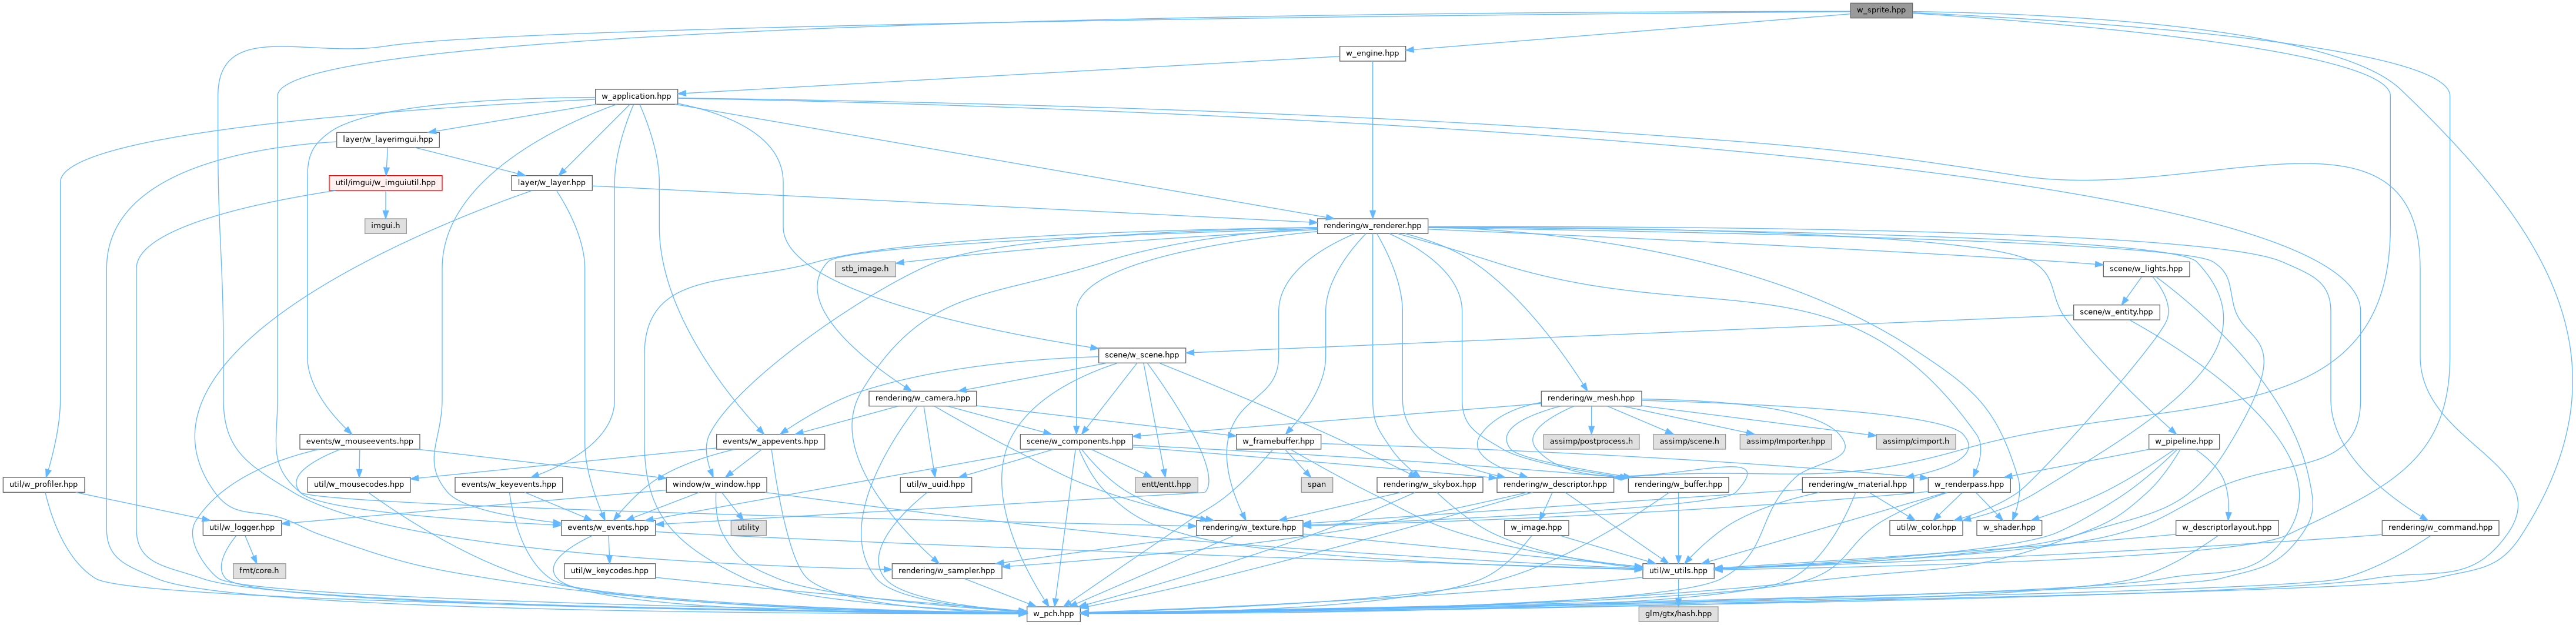 w_sprite.hpp
w_engine.hpp
w_application.hpp
layer/w_layerimgui.hpp
util/imgui/w_imguiutil.hpp
layer/w_layer.hpp
imgui.h
rendering/w_renderer.hpp
stb_image.h
scene/w_lights.hpp
scene/w_entity.hpp
scene/w_scene.hpp
rendering/w_camera.hpp
rendering/w_mesh.hpp
events/w_mouseevents.hpp
events/w_appevents.hpp
scene/w_components.hpp
w_framebuffer.hpp
assimp/postprocess.h
assimp/scene.h
assimp/Importer.hpp
assimp/cimport.h
w_pipeline.hpp
util/w_profiler.hpp
util/w_mousecodes.hpp
events/w_keyevents.hpp
window/w_window.hpp
util/w_uuid.hpp
entt/entt.hpp
span
rendering/w_skybox.hpp
rendering/w_descriptor.hpp
rendering/w_buffer.hpp
rendering/w_material.hpp
w_renderpass.hpp
util/w_logger.hpp
events/w_events.hpp
utility
rendering/w_texture.hpp
w_image.hpp
util/w_color.hpp
w_shader.hpp
w_descriptorlayout.hpp
rendering/w_command.hpp
fmt/core.h
util/w_keycodes.hpp
rendering/w_sampler.hpp
util/w_utils.hpp
w_pch.hpp
glm/gtx/hash.hpp